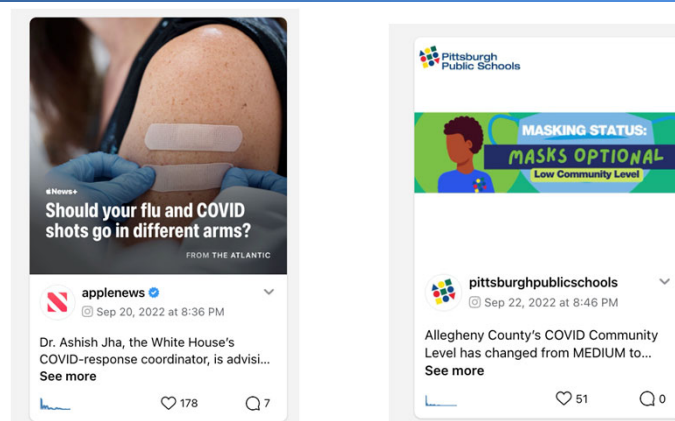 News+
Should your flu and COVID
shots go in different arms?
FROM THE ATLANTIC
applenews
Sep 20, 2022 at 8:36 PM
Dr. Ashish Jha, the White House's
COVID-response coordinator, is advisi...
See more
178
7
Pittsburgh
Public Schools
MASKING STATUS:
MASKS OPTIONAL
Low Community Level
pittsburghpublicschools
Sep 22, 2022 at 8:46 PM
Allegheny County's COVID Community
Level has changed from MEDIUM to...
See more
51
0